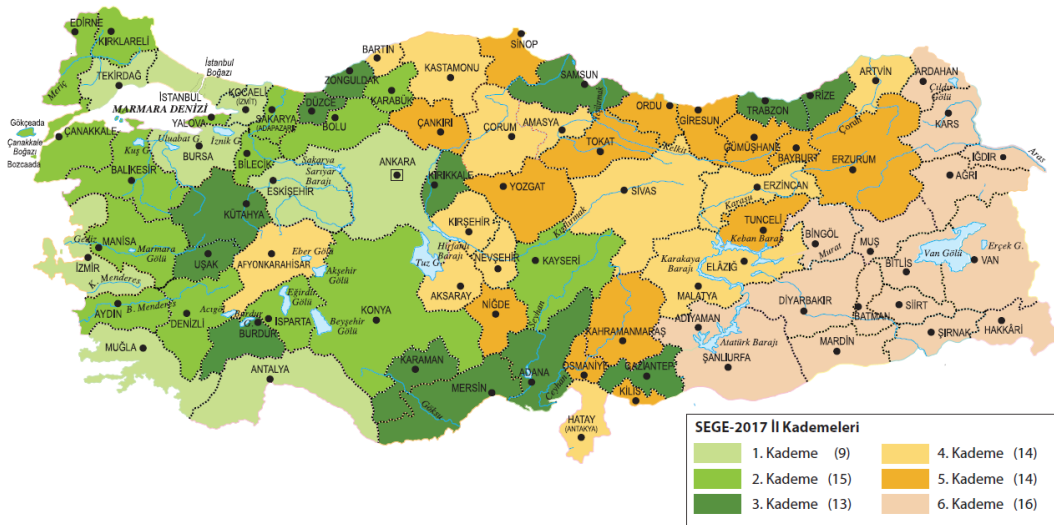 EDİRNE
KIRKLARELİ
TEKİRDAĞ
Meriç
İstanbul
Boğazı
İSTANBUL
MARMARA DENİZİ
YALOVA
KOCAELİ
(İZMİT)
SAKARYA
(ADAPAZARI)
DÜZCE
BOLU
ZONGULDAK
BARTIN
KARABÜK
KASTAMONU
SİNOP
SAMSUN
ÇANKIRI
ÇORUM
AMASYA
TOKAT
ORDU
GİRESUN
TRABZON
RİZE
ARTVİN
ARDAHAN
Çıldır
Gölü
KARS
Çoruh
GÜMÜŞHANE
BAYBURT
ERZURUM
IĞDIR
Aras
AĞRI
Kelkit
Gökçeada
Çanakkale
Boğazı
Bozcaada
ÇANAKKALE
Kuş G.
Uluabat G.
İznik G.
BURSA
BİLECİK
BALIKESİR
Sakarya
Sarıyar
Barajı
ESKİŞEHİR
ANKARA
KIRIKKALE
YOZGAT
SİVAS
Kızılırmak
ERZİNCAN
Karasu
TUNCELİ
Keban Barajı
BİNGÖL
Murat
MUŞ
BİTLİS
Van Gölü
Erçek G.
VAN
KÜTAHYA
UŞAK
AFYONKARAHİSAR
Eber Gölü
Akşehir
Gölü
Tuz G.
Hirfanlı
Barajı
KIRŞEHİR
NEVŞEHİR
KAYSERİ
AKSARAY
NİĞDE
Karakaya
Barajı
ELÂZIĞ
MALATYA
DİYARBAKIR
BATMAN
SİİRT
ŞIRNAK
HAKKÂRİ
MARDİN
MANİSA
Gediz
Marmara
Gölü
İZMİR
K. Menderes
AYDIN
B. Menderes
DENİZLİ
Acıgöl
Burdur
G.
BURDUR
ISPARTA
Eğirdir
Gölü
Beyşehir
Gölü
KONYA
KARAMAN
MUĞLA
ANTALYA
Göksu
MERSİN
ADANA
Seyhan
Ceyhan
KAHRAMANMARAŞ
OSMANİYE
GAZİANTEP
KİLİS
HATAY
(ANTAKYA)
ADIYAMAN
Atatürk Barajı
ŞANLIURFA
SEGE-2017 İl Kademeleri
1. Kademe (9)
2. Kademe (15)
3. Kademe (13)
4. Kademe (14)
5. Kademe (14)
6. Kademe (16)